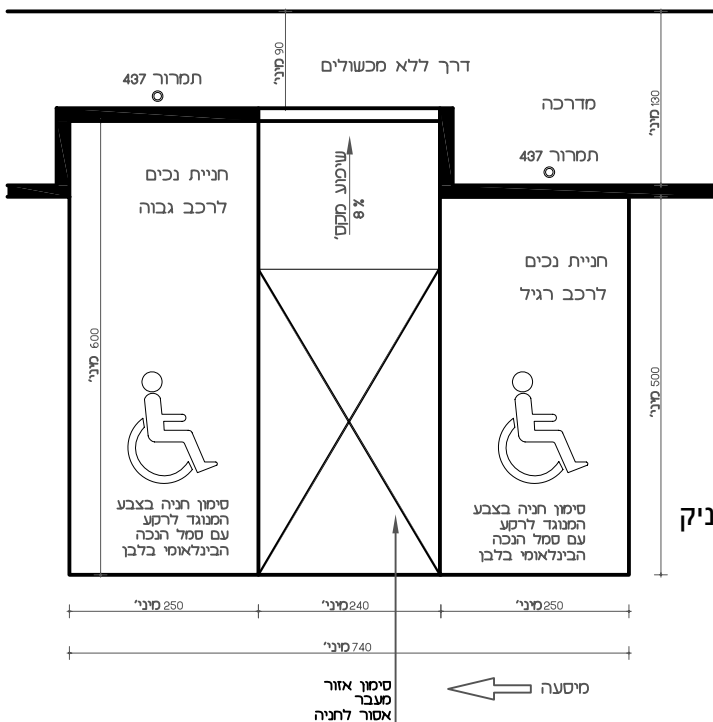 דרך ללא מכשולים
90 מיני'
תמרור 437
מדרכה
130 מיני'
תמרור 437
שיפוע מקס'
8%
חניית נכים
לרכב גבוה
חניית נכים
לרכב רגיל
600 מיני'
500 מיני'
סימון חניה בצבע
המנוגד לרקע
עם סמל הנכה
הבינלאומי בלבן
סימון חניה בצבע
המנוגד לרקע
עם סמל הנכה
הבינלאומי בלבן
ניק
250 מיני'
240 מיני'
250 מיני'
740 מיני'
מיסעה
סימון אזור
מעבר
אסור לחניה